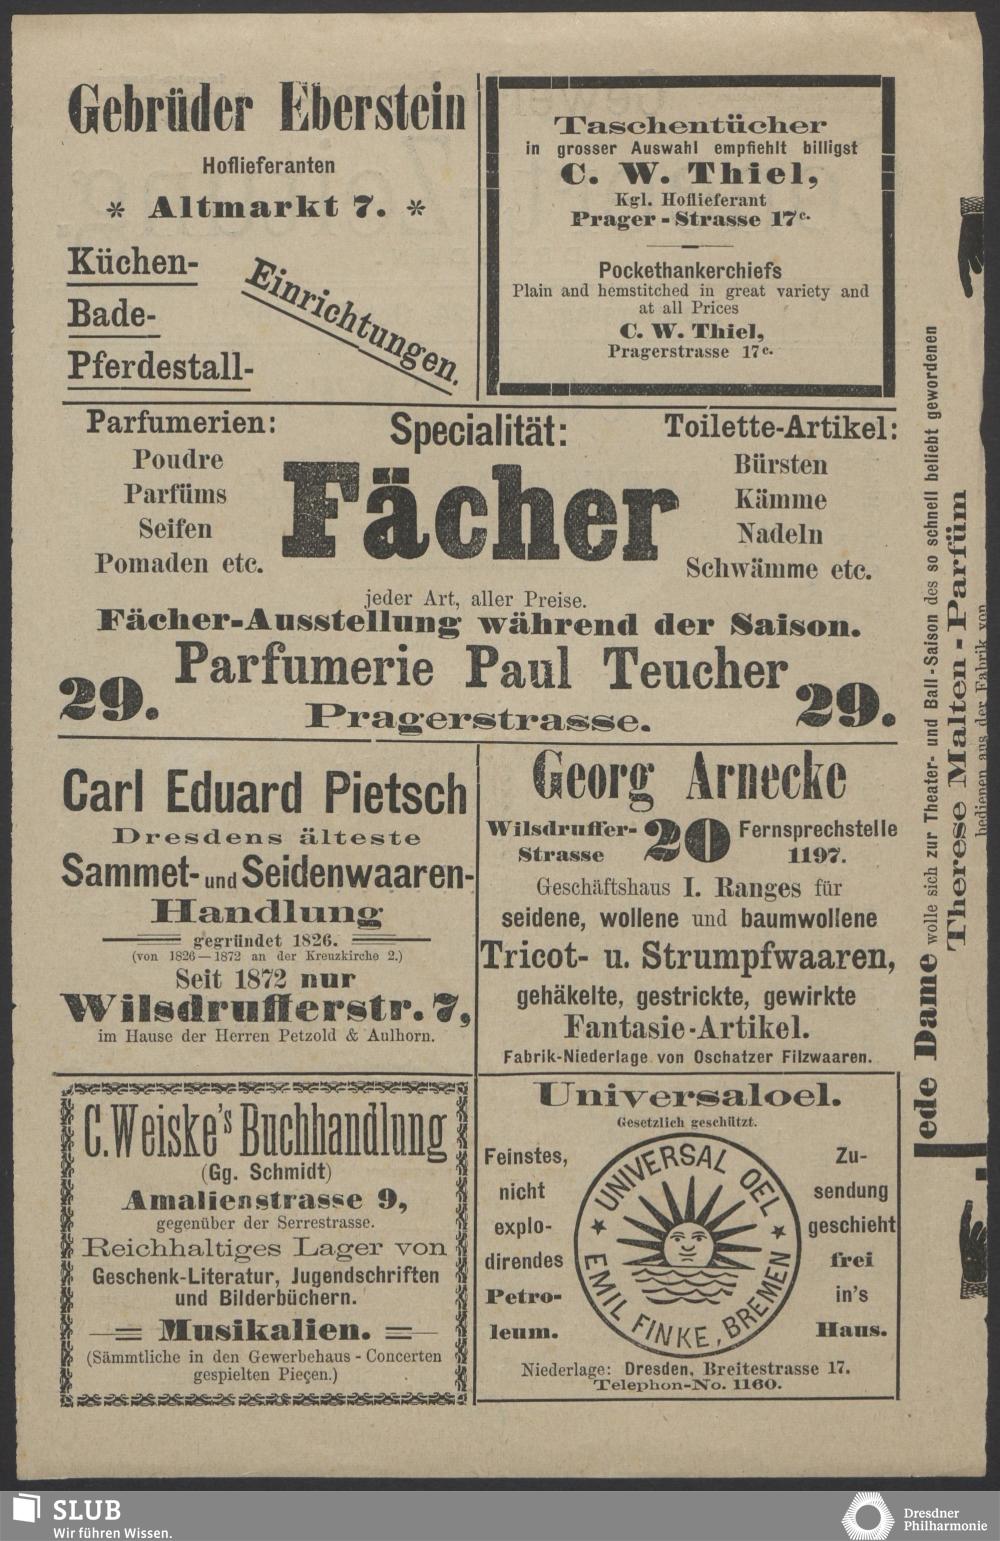 Gebrüder Eberstein
Hoflieferanten
* Altmarkt 7. *
Küchen-
Bade-
Pferdestall-
Einrichtungen.
Taschentücher
in grosser Auswahl empfiehlt billigst
C. W. Thiel,
Kgl. Hoflieferant
Prager - Strasse 17c.
Pockethankerchiefs
Plain and hemstitched in great variety and
at all Prices
C. W. Thiel,
Pragerstrasse 17c.
Parfumerien:
Poudre
Parfüms
Seifen
Pomaden etc.
Specialität:
Fächer
Toilette-Artikel:
Bürsten
Kämme
Nadeln
Schwämme etc.
jeder Art, aller Preise.
Fächer-Ausstellung während der Saison.
Parfumerie Paul Teucher
29. Pragerstrasse. 29.
Carl Eduard Pietsch
Dresdens älteste
Sammet- und Seidenwaaren-
Handlung
gegründet 1826.
(von 1826—1872 an der Kreuzkirche 2.)
Seit 1872 nur
Wilsdrufferstr. 7,
im Hause der Herren Petzold & Aulhorn.
Georg Arnecke
Wilsdruffer-
Strasse
20
Fernsprechstelle
1197.
Geschäftshaus I. Ranges für
seidene, wollene und baumwollene
Tricot- u. Strumpfwaaren,
gehäkelte, gestrickte, gewirkte
Fantasie-Artikel.
Fabrik-Niederlage von Oschatzer Filzwaaren.
C. Weiske's Buchhandlung
(Gg. Schmidt)
Amalienstrasse 9,
gegenüber der Serrestrasse.
Reichhaltiges Lager von
Geschenk-Literatur, Jugendschriften
und Bilderbüchern.
Musikalien.
(Sämmtliche in den Gewerbehaus - Concerten
gespielten Pieçen.)
Universaloel.
Gesetzlich geschützt.
Feinstes,
nicht
explo-
direndes
Petro-
leum.
UNIVERSAL OEL
EMIL FINKE, BREMEN
Zu-
sendung
geschieht
frei
in's
Haus.
Niederlage: Dresden, Breitestrasse 17.
Telephon-No. 1160.
Jede Dame wolle sich zur Theater- und Ball-Saison des so schnell beliebt gewordenen
Therese Malten-Parfüm
bedienen aus der Fabrik von
SLUB
Wir führen Wissen.
Dresdner
Philharmonie